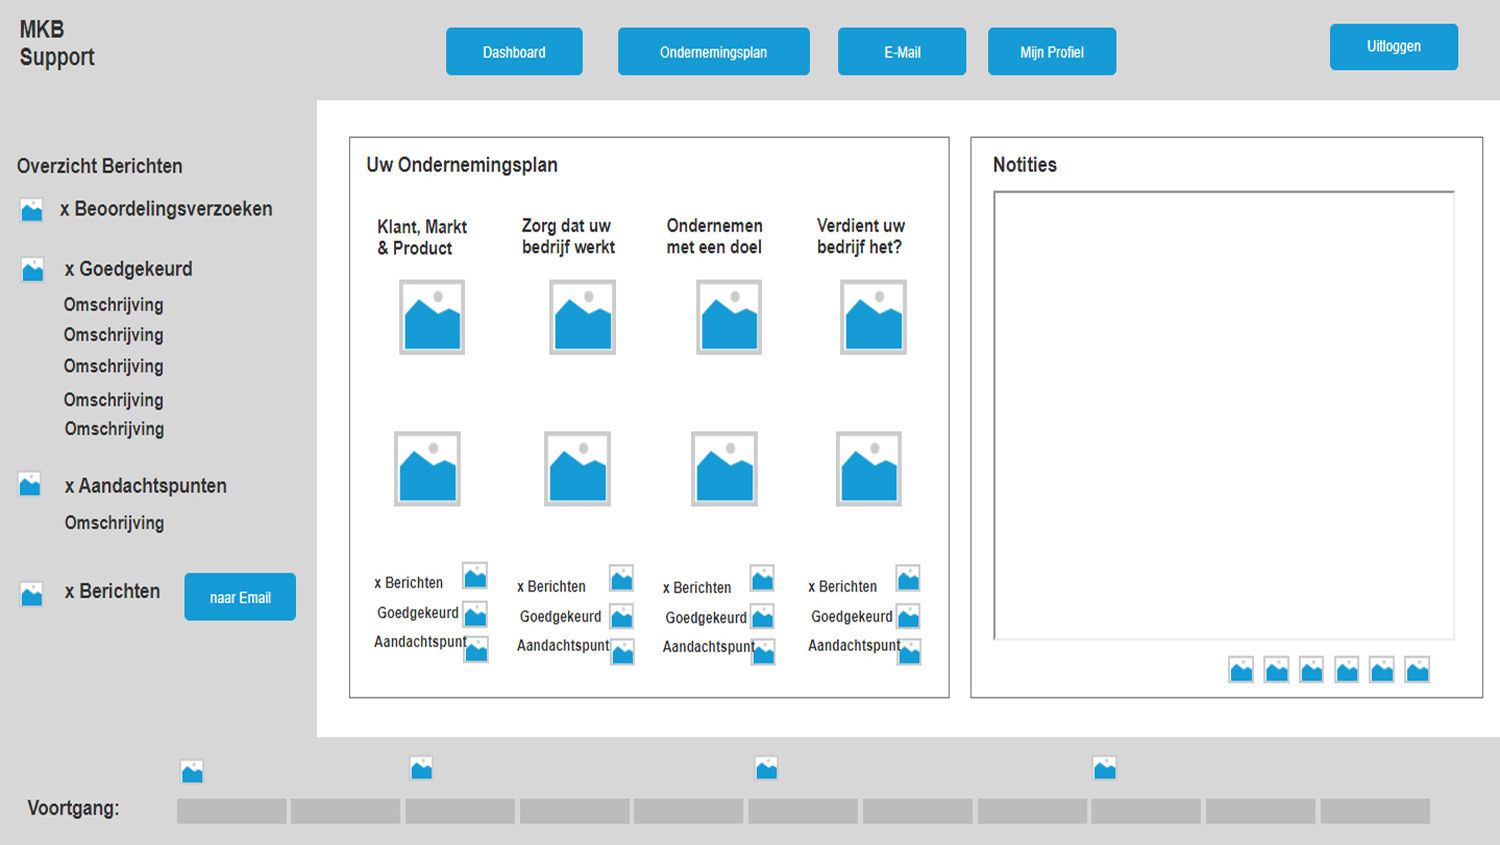 MKB
Support
Dashboard
Ondernemingsplan
E-Mail
Mijn Profiel
Uitloggen
Overzicht Berichten
x Beoordelingsverzoeken
x Goedgekeurd
Omschrijving
Omschrijving
Omschrijving
Omschrijving
Omschrijving
x Aandachtspunten
Omschrijving
x Berichten
naar Email
Uw Ondernemingsplan
Klant, Markt
& Product
Zorg dat uw
bedrijf werkt
Ondernemen
met een doel
Verdient uw
bedrijf het?
x Berichten
Goedgekeurd
Aandachtspunt
x Berichten
Goedgekeurd
Aandachtspunt
x Berichten
Goedgekeurd
Aandachtspunt
x Berichten
Goedgekeurd
Aandachtspunt
Notities
Voortgang: